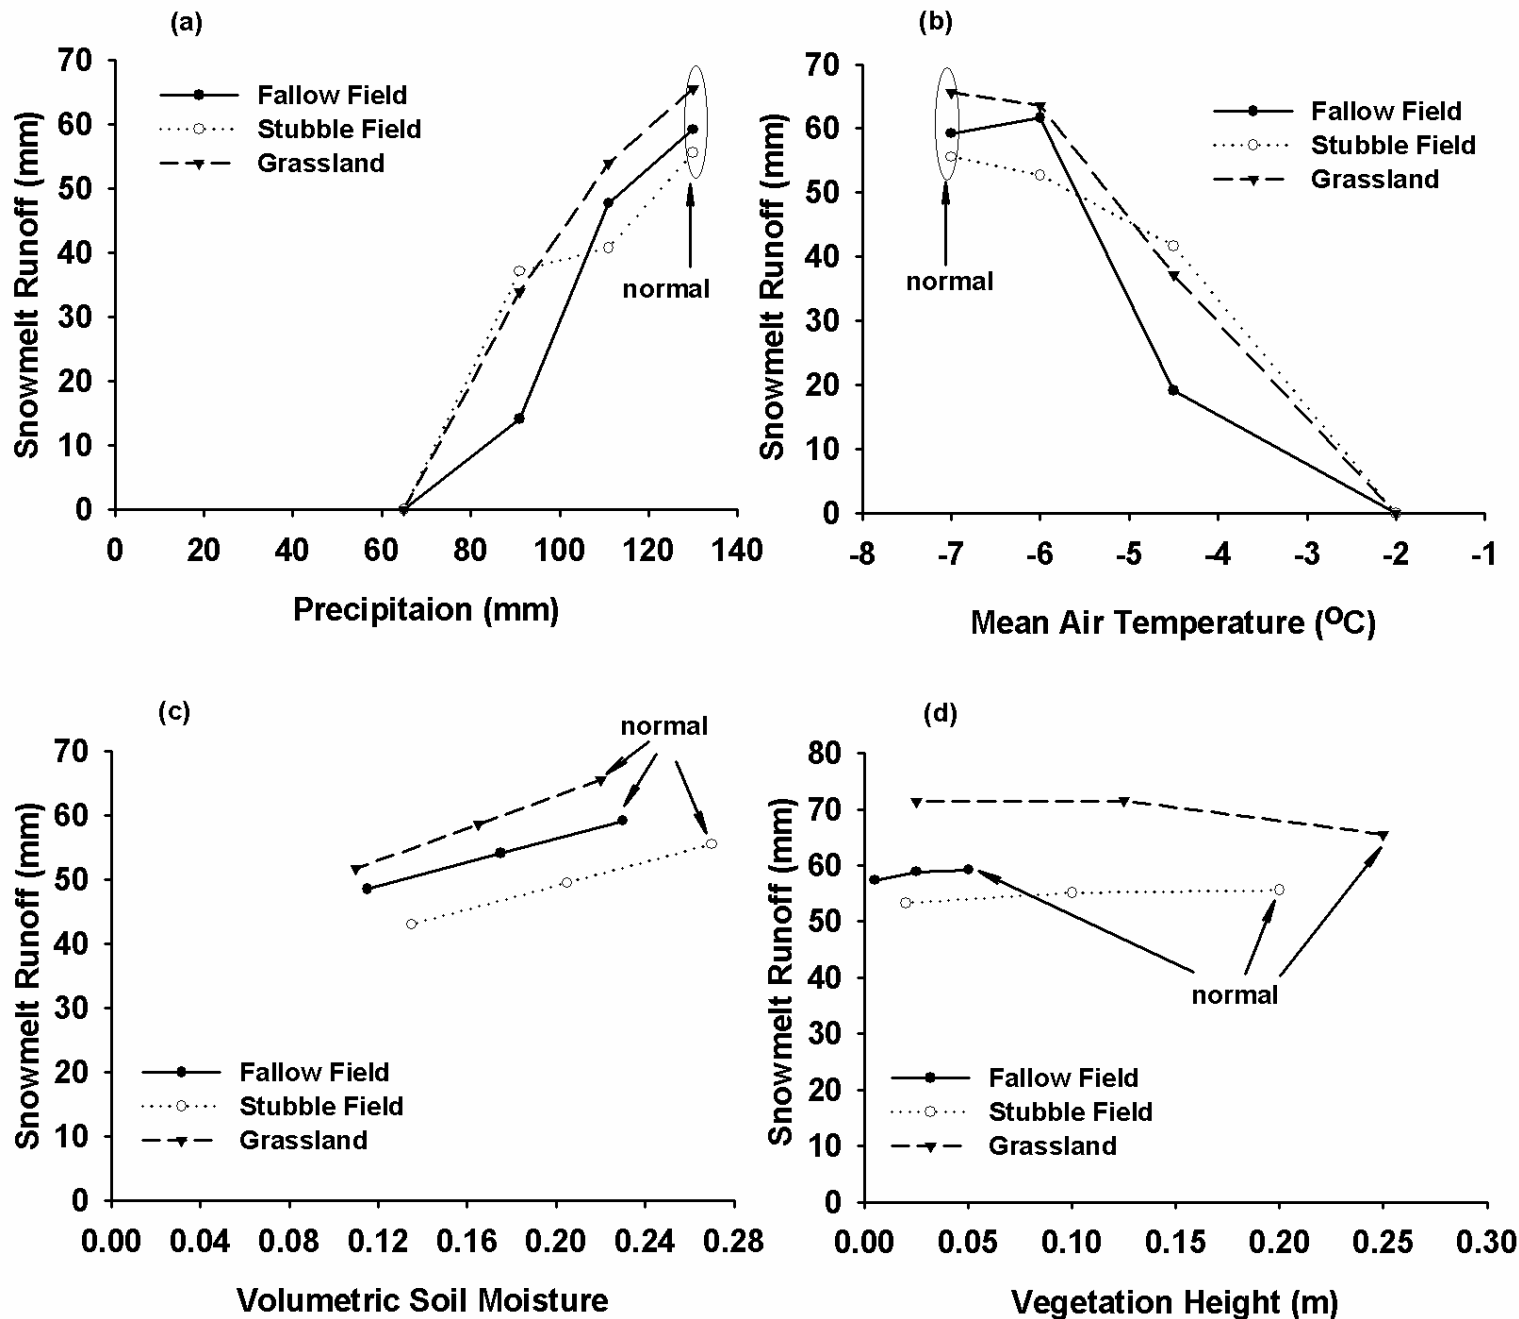 (a)
70
60
50
40
30
20
10
0
Snowmelt Runoff (mm)
Fallow Field
Stubble Field
Grassland
normal
0 20 40 60 80 100 120 140
Precipitaion (mm)
(b)
70
60
50
40
30
20
10
0
Snowmelt Runoff (mm)
Fallow Field
Stubble Field
Grassland
normal
-8 -7 -6 -5 -4 -3 -2 -1
Mean Air Temperature (ºC)
(c)
normal
70
60
50
40
30
20
10
0
Snowmelt Runoff (mm)
Fallow Field
Stubble Field
Grassland
0.00 0.04 0.08 0.12 0.16 0.20 0.24 0.28
Volumetric Soil Moisture
(d)
80
70
60
50
40
30
20
10
0
Snowmelt Runoff (mm)
normal
Fallow Field
Stubble Field
Grassland
0.00 0.05 0.10 0.15 0.20 0.25 0.30
Vegetation Height (m)